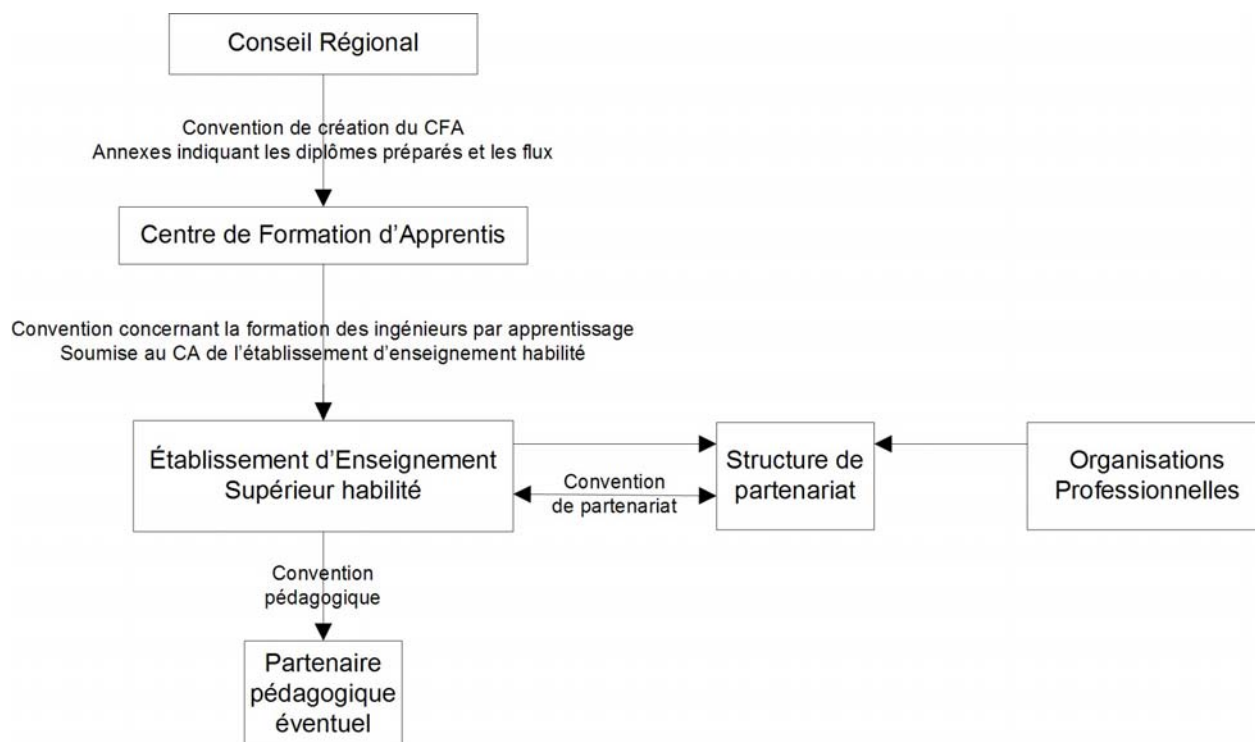 Conseil Régional
Convention de création du CFA
Annexes indiquant les diplômes préparés et les flux
Centre de Formation d’Apprentis
Convention concernant la formation des ingénieurs par apprentissage
Soumise au CA de l’établissement d’enseignement habilité
Établissement d’Enseignement
Supérieur habilité
Convention
de partenariat
Structure de
partenariat
Organisations
Professionnelles
Convention
pédagogique
Partenaire
pédagogique
éventuel